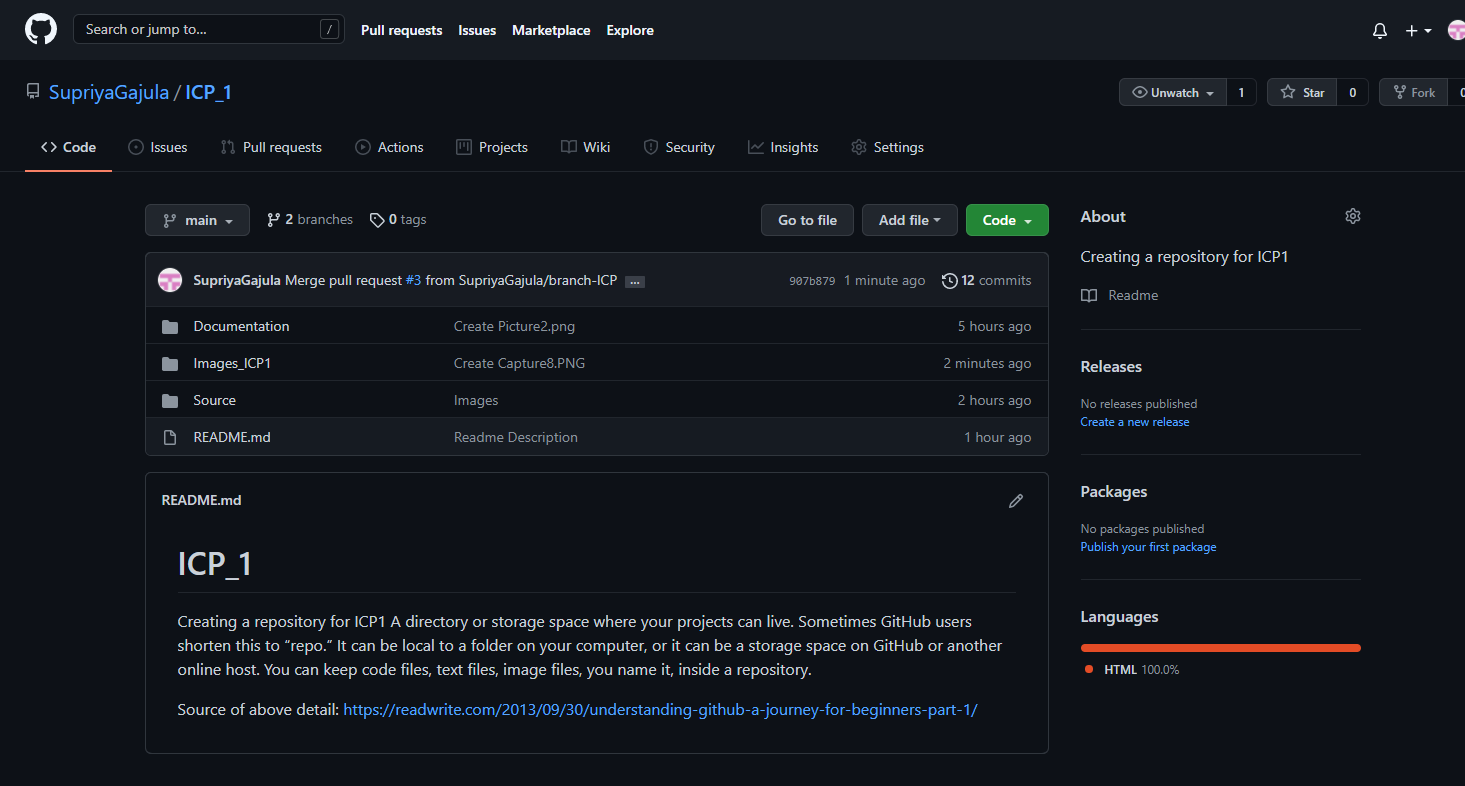 Search or jump to... /
Pull requests Issues Marketplace Explore
SupriyaGajula / ICP_1
Unwatch 1 Star 0 Fork 0
Code Issues Pull requests Actions Projects Wiki Security Insights Settings
main 2 branches 0 tags
Go to file Add file Code
SupriyaGajula Merge pull request #3 from SupriyaGajula/branch-ICP ...
907b879 1 minute ago 12 commits
Documentation Create Picture2.png 5 hours ago
Images_ICP1 Create Capture8.PNG 2 minutes ago
Source Images 2 hours ago
README.md Readme Description 1 hour ago
README.md
ICP_1
Creating a repository for ICP1 A directory or storage space where your projects can live. Sometimes GitHub users
shorten this to “repo.” It can be local to a folder on your computer, or it can be a storage space on GitHub or another
online host. You can keep code files, text files, image files, you name it, inside a repository.
Source of above detail: https://readwrite.com/2013/09/30/understanding-github-a-journey-for-beginners-part-1/
About
Creating a repository for ICP1
Readme
Releases
No releases published
Create a new release
Packages
No packages published
Publish your first package
Languages
HTML 100.0%